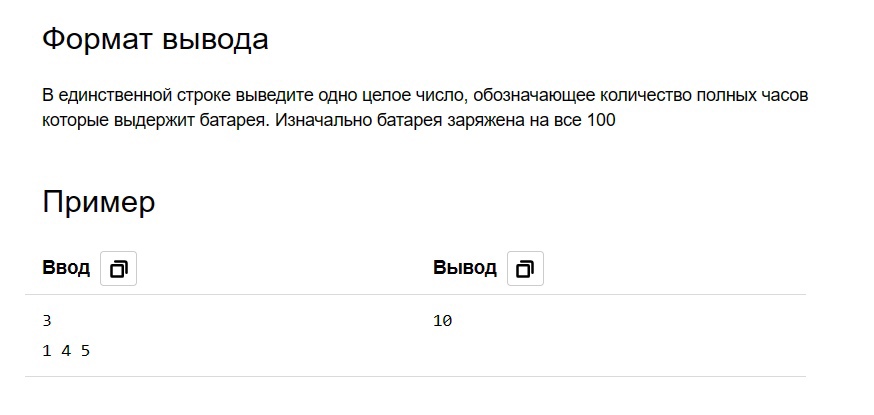 Формат вывода
В единственной строке выведите одно целое число, обозначающее количество полных часов
которые выдержит батарея. Изначально батарея заряжена на все 100
Пример
Ввод Вывод
3 10
1 4 5